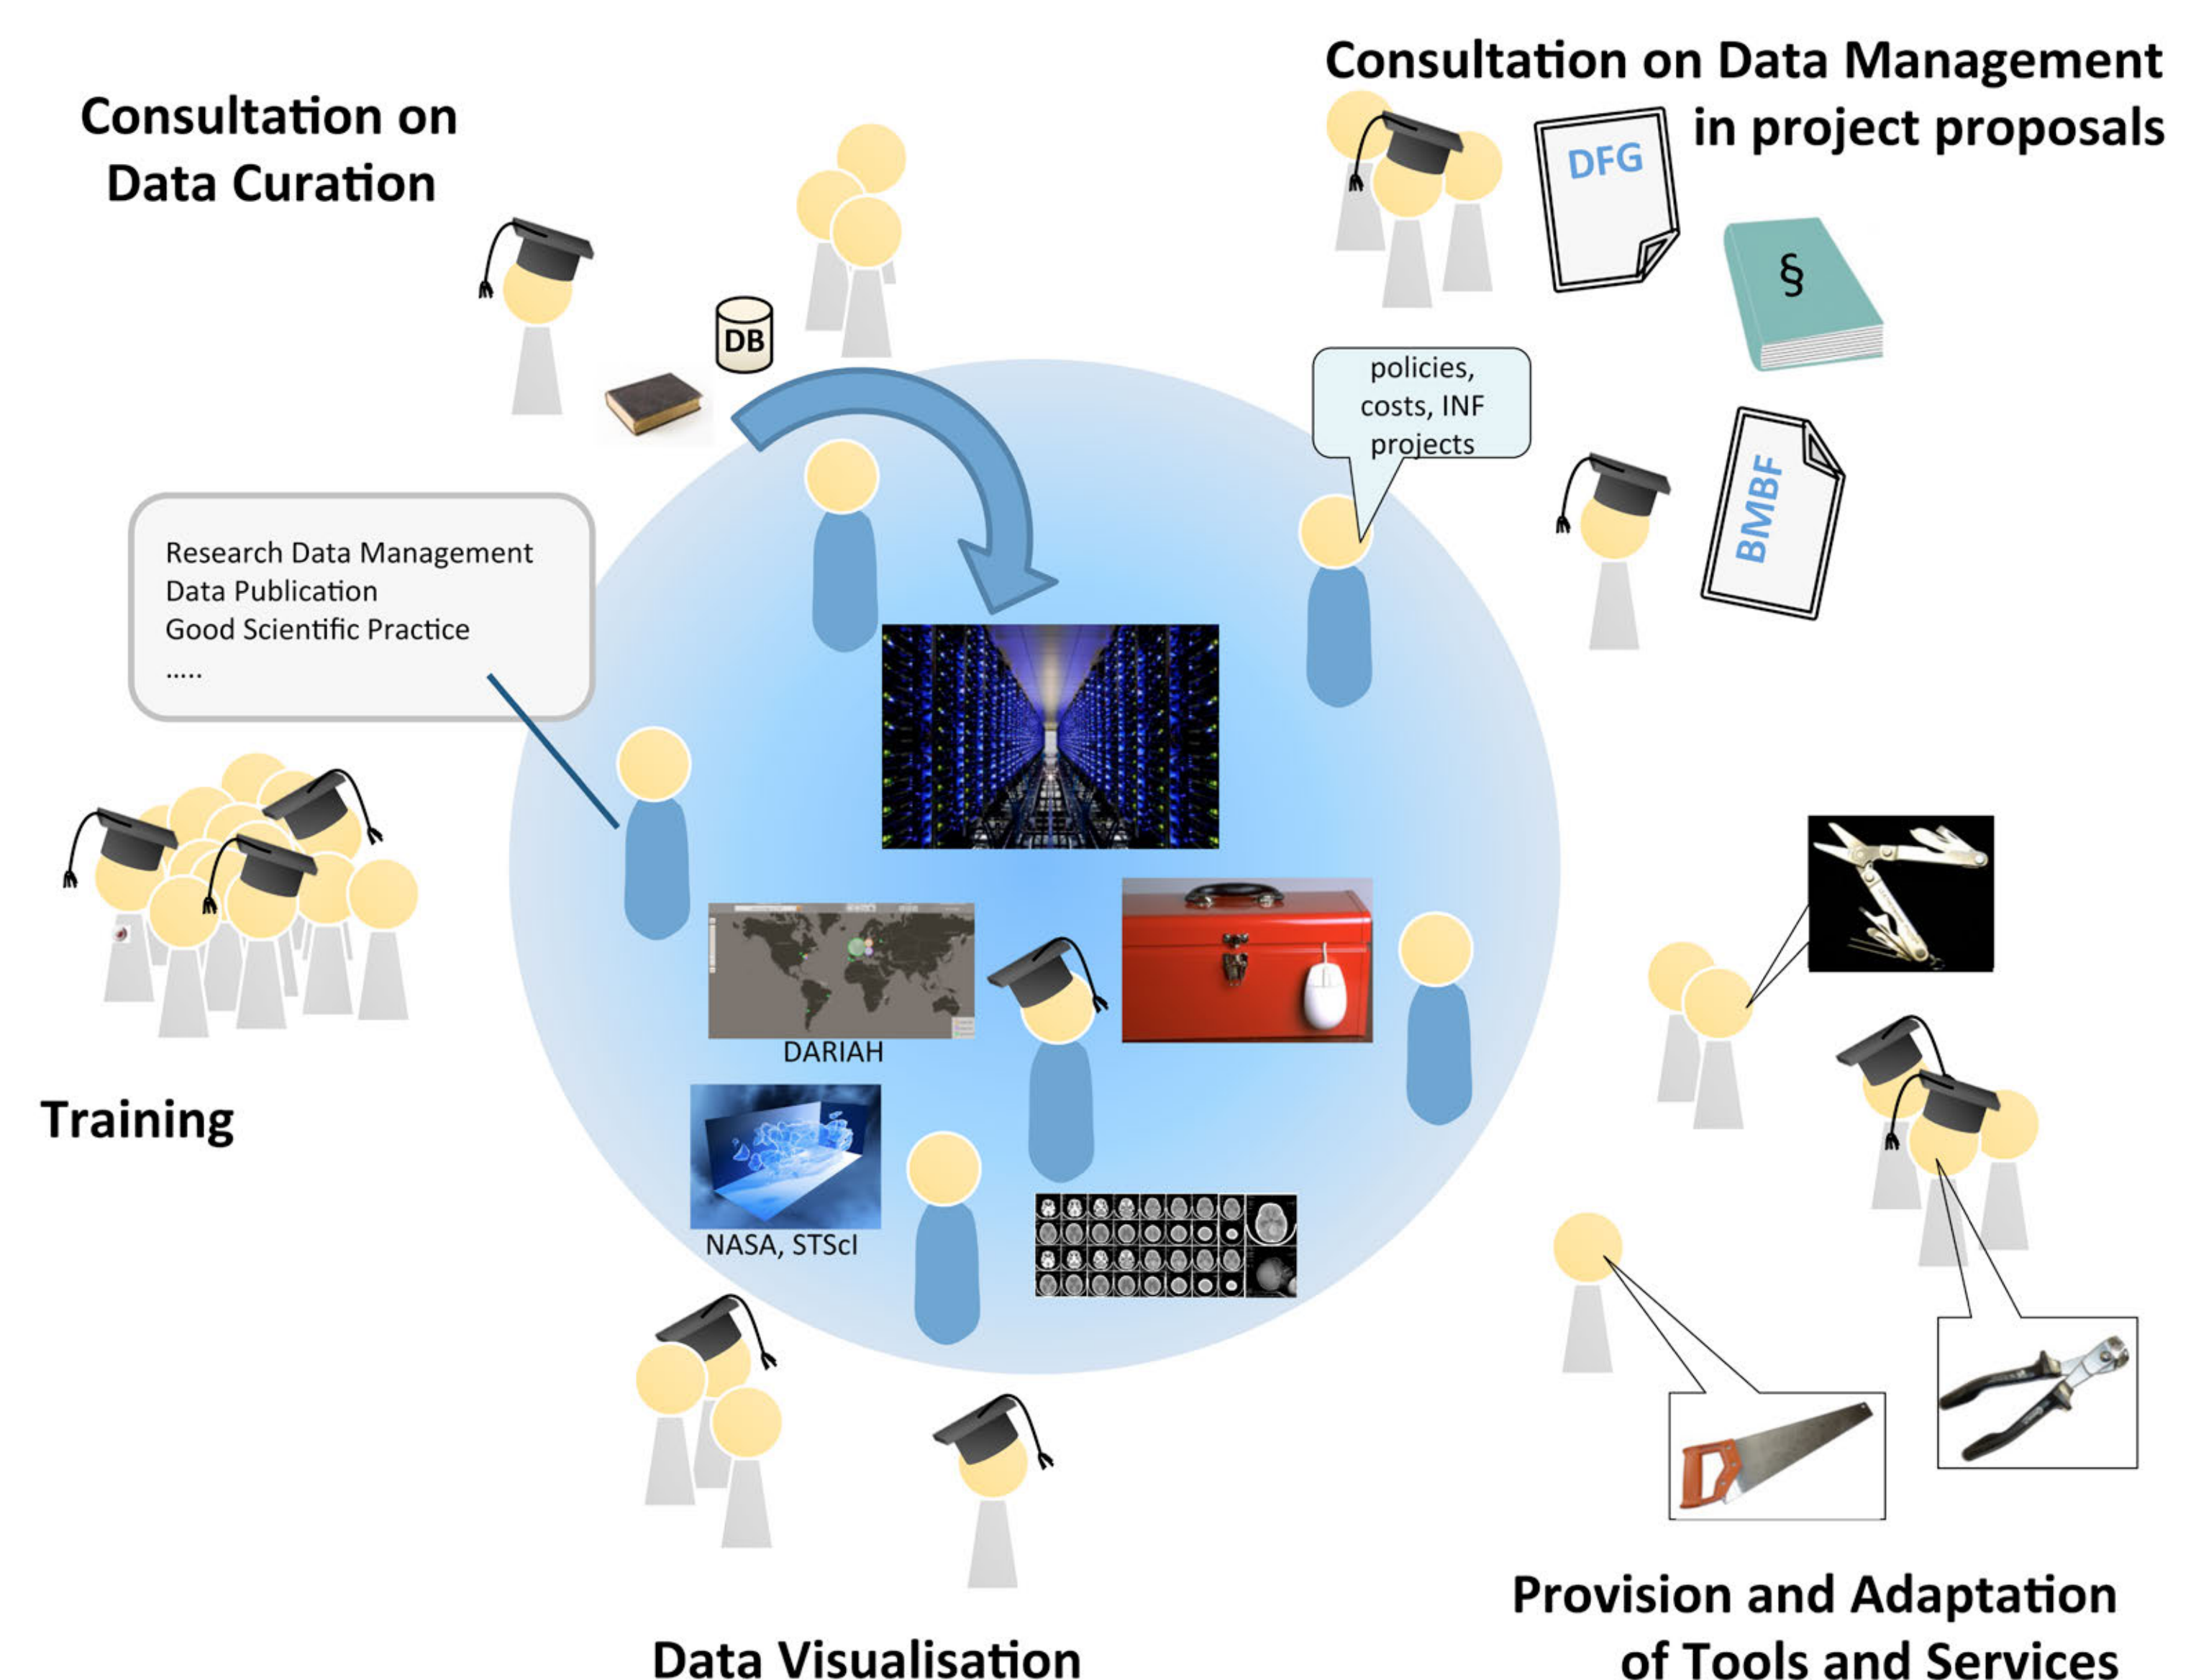 Consultation on Data Management
in project proposals
Consultation on
Data Curation
DFG
§
DB
policies,
costs, INF
projects
BMBF
Research Data Management
Data Publication
Good Scientific Practice
.....
DARIAH
Training
NASA, STScI
Provision and Adaptation
of Tools and Services
Data Visualisation